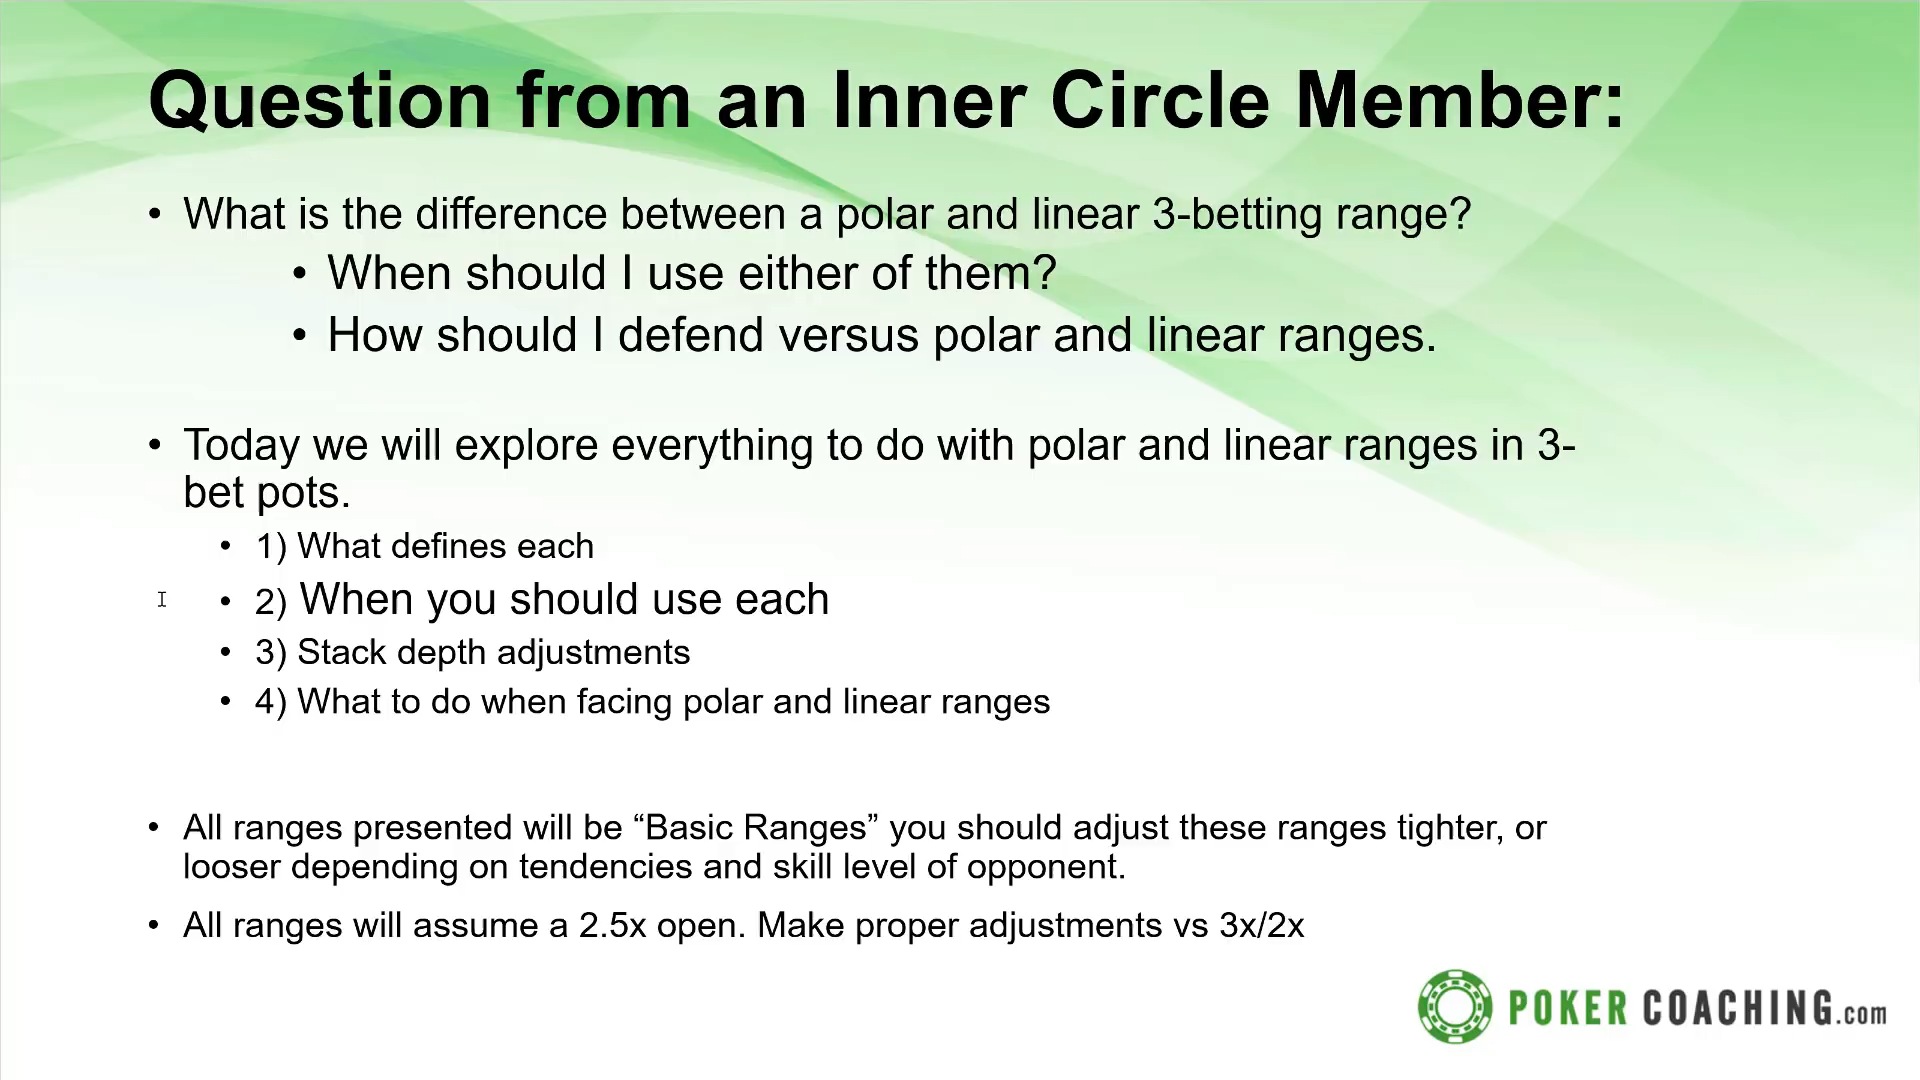 Question from an Inner Circle Member:
• What is the difference between a polar and linear 3-betting range?
• When should I use either of them?
• How should I defend versus polar and linear ranges.
• Today we will explore everything to do with polar and linear ranges in 3-
bet pots.
• 1) What defines each
• 2) When you should use each
• 3) Stack depth adjustments
• 4) What to do when facing polar and linear ranges
• All ranges presented will be “Basic Ranges” you should adjust these ranges tighter, or
looser depending on tendencies and skill level of opponent.
• All ranges will assume a 2.5x open. Make proper adjustments vs 3x/2x
POKER COACHING.com